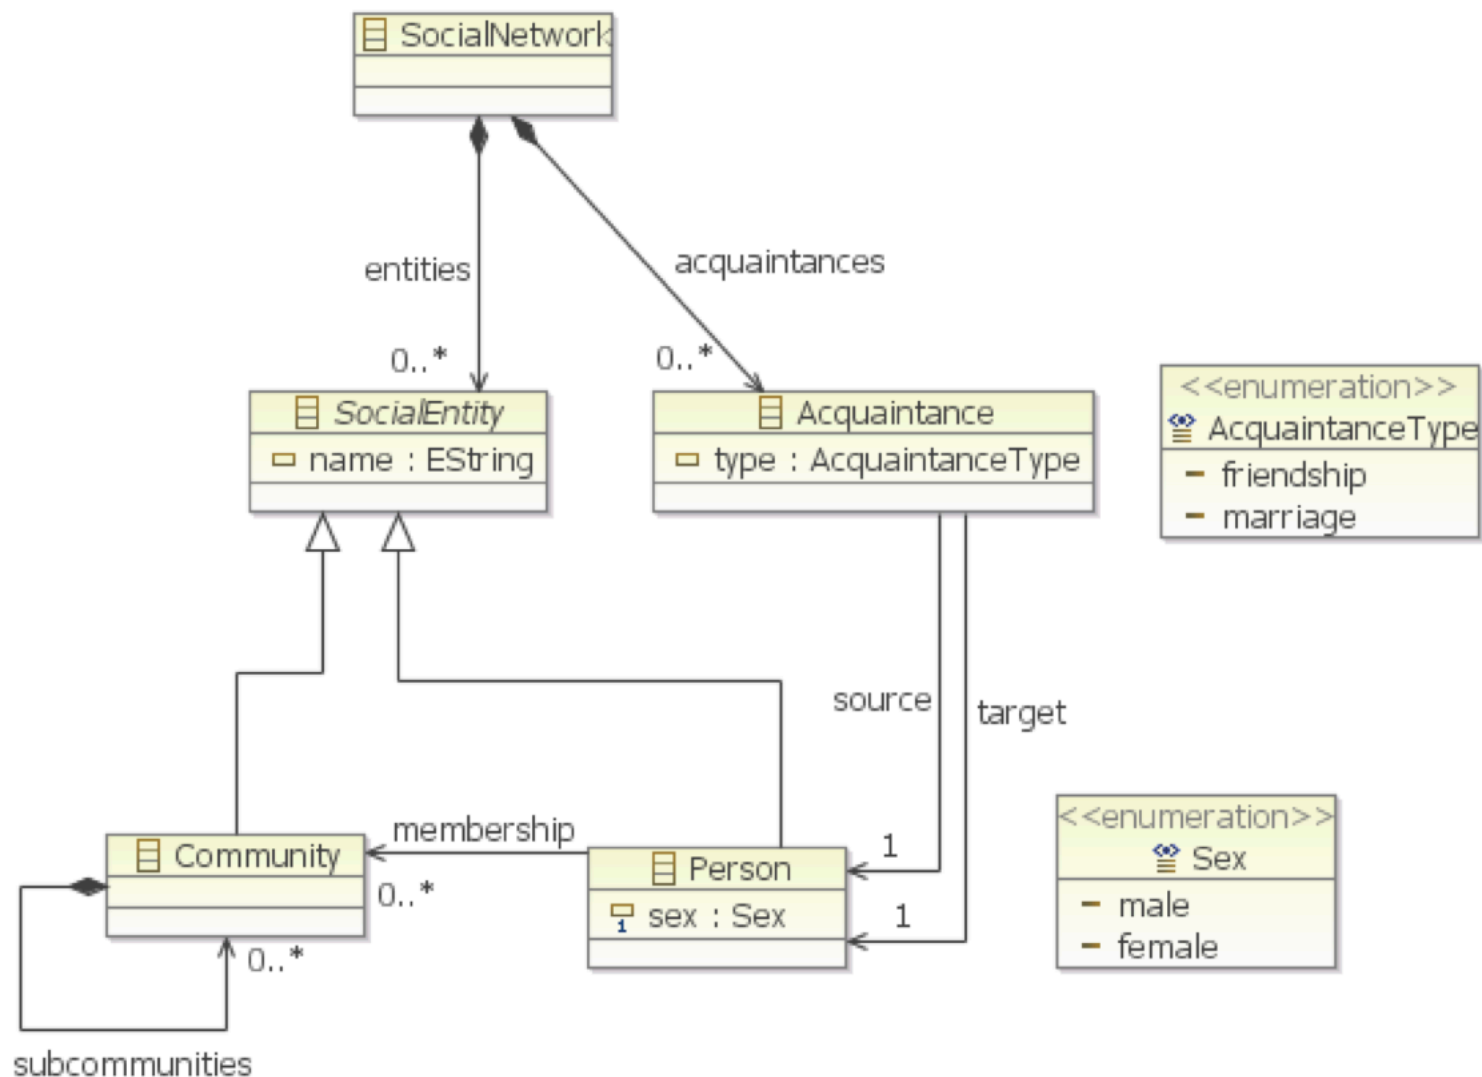 SocialNetwork
entities
acquaintances
0..*
0..*
SocialEntity
name : EString
Acquaintance
type : AcquaintanceType
<<enumeration>>
AcquaintanceType
friendship
marriage
source
target
membership
Community
0..*
0..*
subcommunities
Person
1 sex : Sex
1
1
<<enumeration>>
Sex
male
female